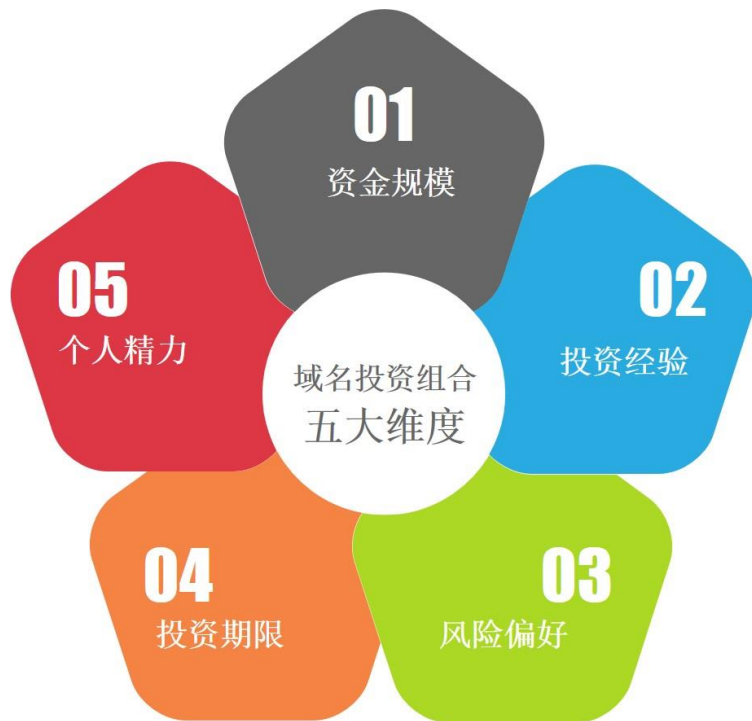 01
资金规模
02
投资经验
03
风险偏好
04
投资期限
05
个人精力
域名投资组合
五大维度